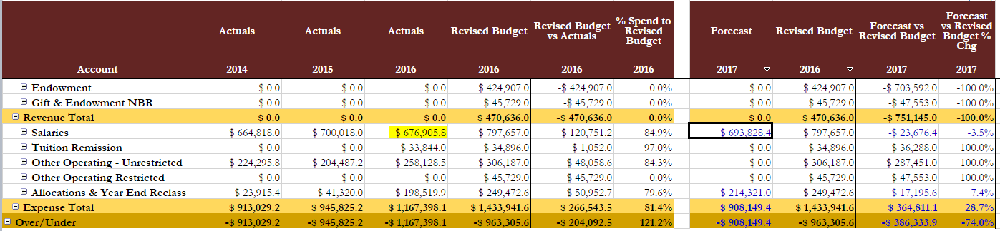 Account Actuals 2014 Actuals 2015 Actuals 2016 Revised Budget 2016 Revised Budget vs Actuals 2016 % Spend to Revised Budget 2016 Forecast 2017 Revised Budget 2016 Forecast vs Revised Budget 2017 Forecast vs Revised Budget % Chg 2017
Endowment $ 0.0 $ 0.0 $ 0.0 $ 424,907.0 -$ 424,907.0 0.0% $ 0.0 $ 424,907.0 -$ 703,592.0 -100.0%
Gift & Endowment NBR $ 0.0 $ 0.0 $ 0.0 $ 45,729.0 -$ 45,729.0 0.0% $ 0.0 $ 45,729.0 -$ 47,553.0 -100.0%
Revenue Total $ 0.0 $ 0.0 $ 0.0 $ 470,636.0 -$ 470,636.0 0.0% $ 0.0 $ 470,636.0 -$ 751,145.0 -100.0%
Salaries $ 664,818.0 $ 700,018.0 $ 676,905.8 $ 797,657.0 $ 120,751.2 84.9% $ 693,828.4 $ 797,657.0 -$ 23,676.4 -3.5%
Tuition Remission $ 0.0 $ 0.0 $ 33,844.0 $ 34,896.0 $ 1,052.0 97.0% $ 0.0 $ 34,896.0 $ 36,288.0 100.0%
Other Operating - Unrestricted $ 224,295.8 $ 204,487.2 $ 258,128.5 $ 306,187.0 $ 48,058.6 84.3% $ 0.0 $ 306,187.0 $ 287,451.0 100.0%
Other Operating Restricted $ 0.0 $ 0.0 $ 0.0 $ 45,729.0 $ 45,729.0 0.0% $ 0.0 $ 45,729.0 $ 47,553.0 100.0%
Allocations & Year End Reclass $ 23,915.4 $ 41,320.0 $ 198,519.9 $ 249,472.6 $ 50,952.7 79.6% $ 214,321.0 $ 249,472.6 $ 17,195.6 7.4%
Expense Total $ 913,029.2 $ 945,825.2 $ 1,167,398.1 $ 1,433,941.6 $ 266,543.5 81.4% $ 908,149.4 $ 1,433,941.6 $ 364,811.1 28.7%
Over/Under -$ 913,029.2 -$ 945,825.2 -$ 1,167,398.1 -$ 963,305.6 -$ 204,092.5 121.2% -$ 908,149.4 -$ 963,305.6 -$ 386,333.9 -74.0%